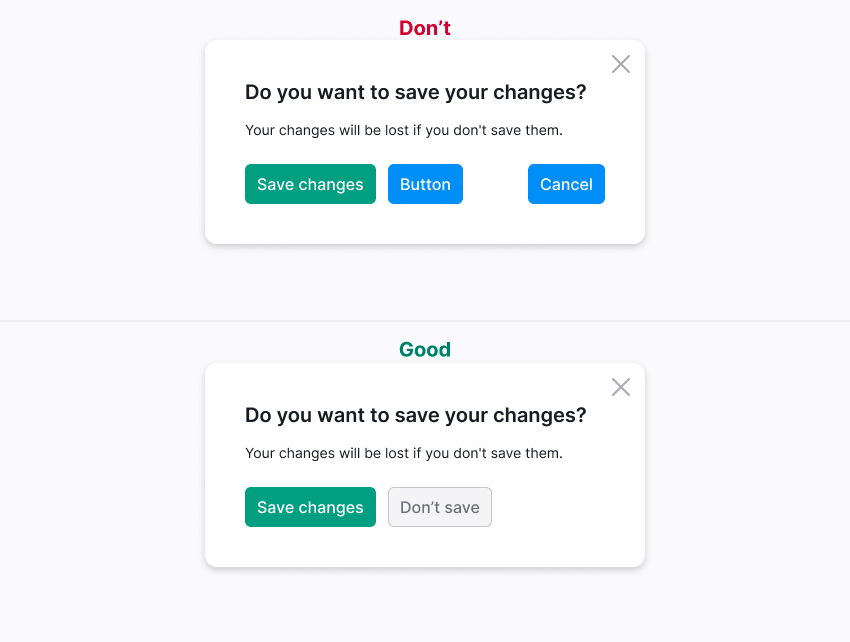 Don’t
Do you want to save your changes?
Your changes will be lost if you don't save them.
Save changes Button Cancel
Good
Do you want to save your changes?
Your changes will be lost if you don't save them.
Save changes Don’t save